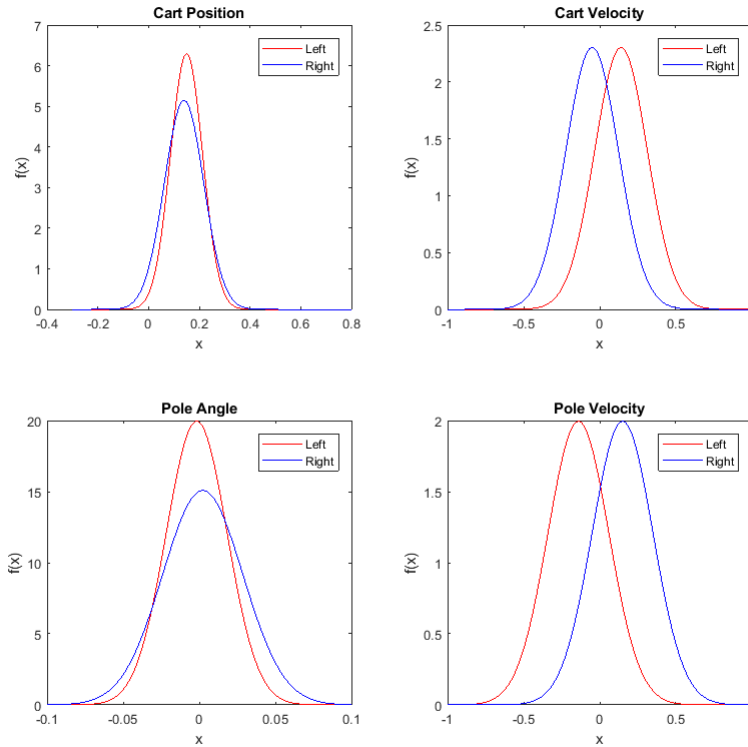 Cart Position
7
6
5
4
3
2
1
0
f(x)
-0.4 -0.2 0 0.2 0.4 0.6 0.8
x
Left
Right
Cart Velocity
2.5
2
1.5
1
0.5
0
f(x)
-1 -0.5 0 0.5
x
Left
Right
Pole Angle
20
15
10
5
0
f(x)
-0.1 -0.05 0 0.05 0.1
x
Left
Right
Pole Velocity
2
1.5
1
0.5
0
f(x)
-1 -0.5 0 0.5
x
Left
Right